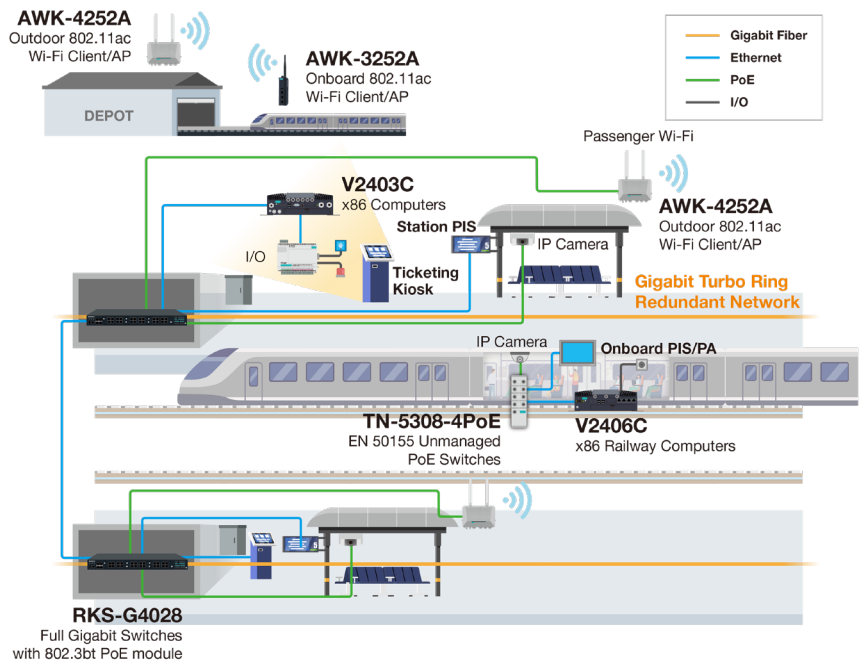 AWK-4252A
Outdoor 802.11ac
Wi-Fi Client/AP
AWK-3252A
Onboard 802.11ac
Wi-Fi Client/AP
DEPOT
Gigabit Fiber
Ethernet
PoE
I/O
Passenger Wi-Fi
V2403C
x86 Computers
AWK-4252A
Outdoor 802.11ac
Wi-Fi Client/AP
Station PIS
IP Camera
I/O
Ticketing
Kiosk
Gigabit Turbo Ring
Redundant Network
IP Camera
Onboard PIS/PA
TN-5308-4PoE
EN 50155 Unmanaged
PoE Switches
V2406C
x86 Railway Computers
RKS-G4028
Full Gigabit Switches
with 802.3bt PoE module